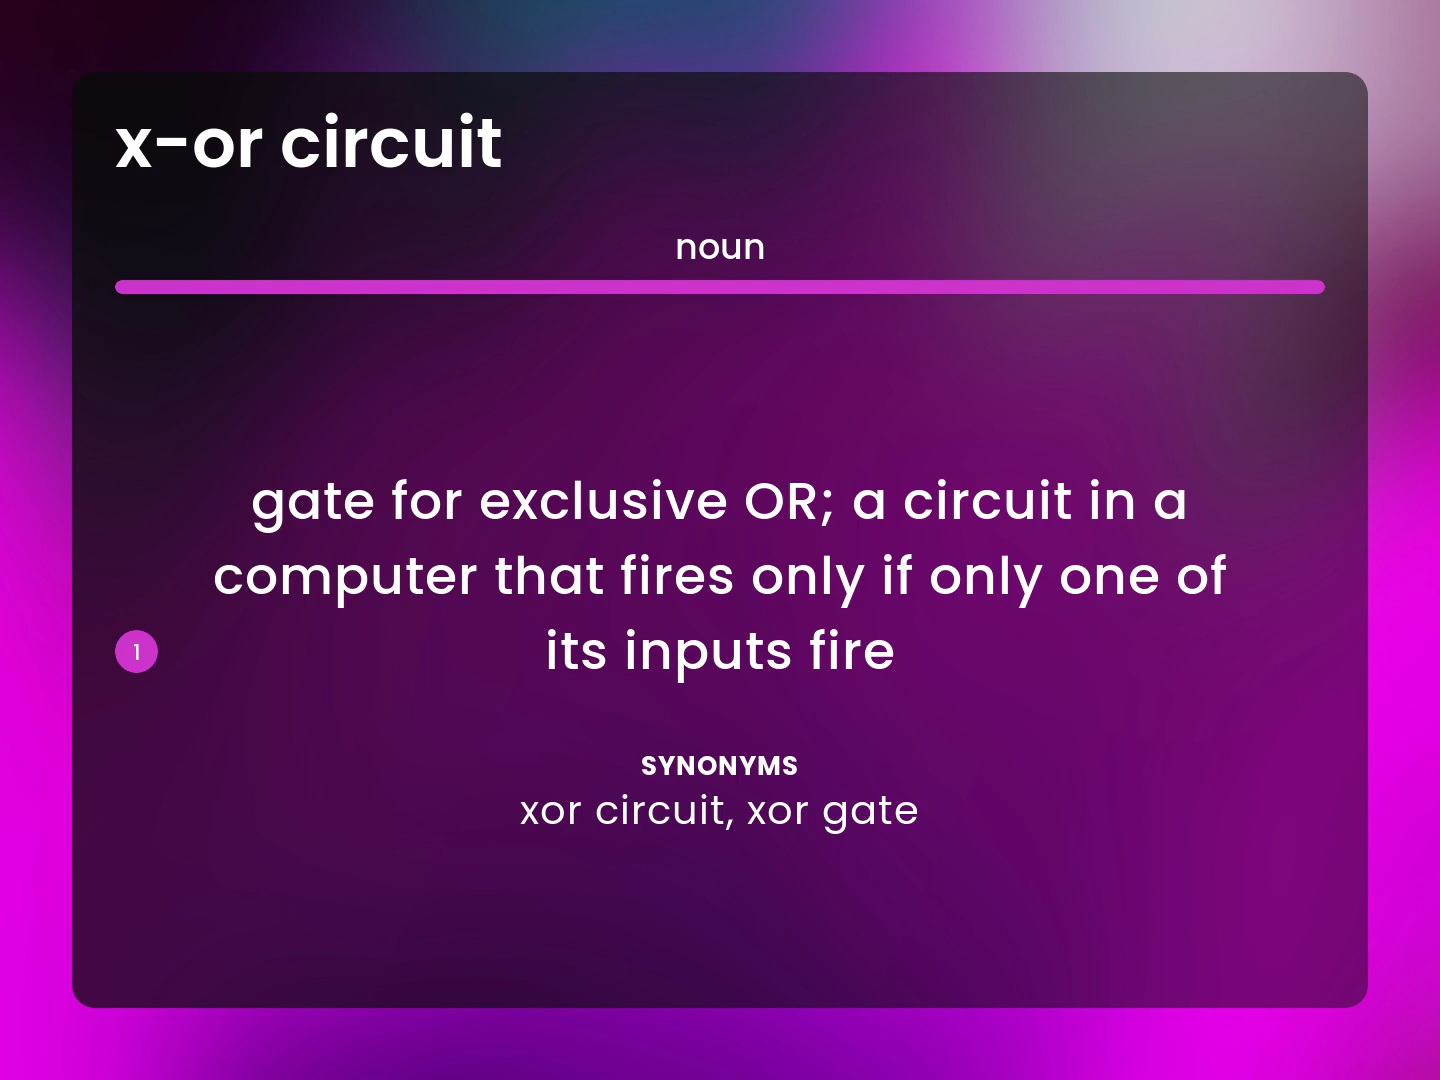 x-or circuit
noun
gate for exclusive OR; a circuit in a
computer that fires only if only one of
its inputs fire
1
SYNONYMS
xor circuit, xor gate